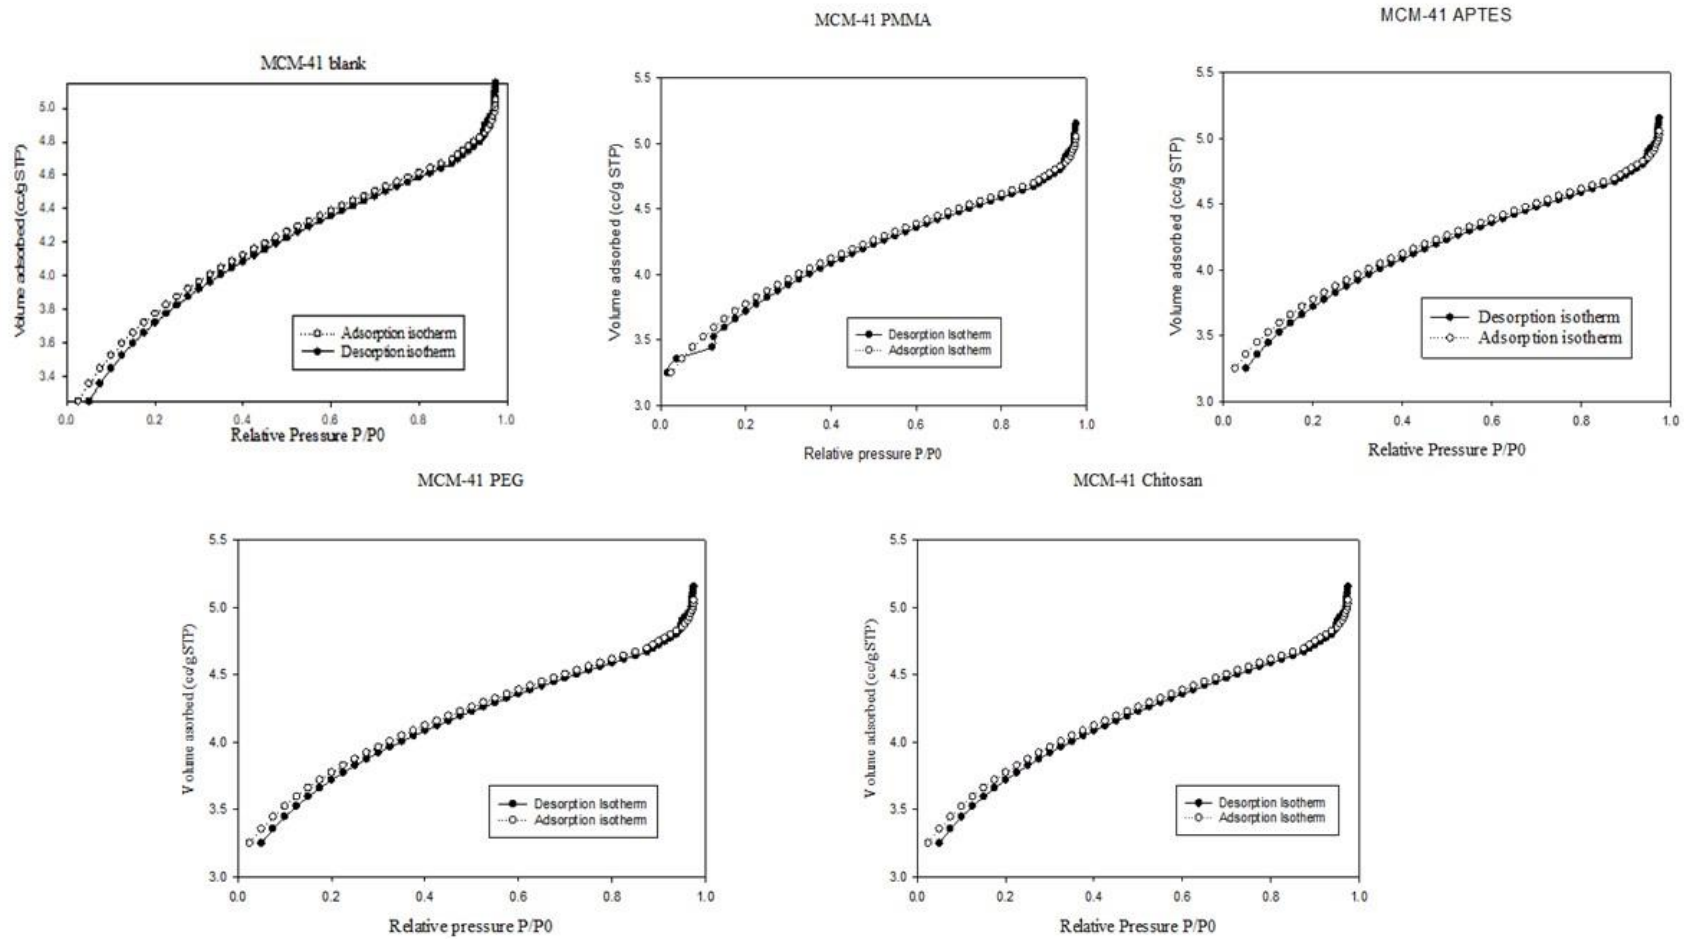 MCM-41 blank
Volume adsorbed (cc/g STP)
5.0
4.8
4.6
4.4
4.2
4.0
3.8
3.6
3.4
0.0 0.2 0.4 0.6 0.8 1.0
Relative Pressure P/P0
Adsorption isotherm
Desorption isotherm
MCM-41 PMMA
Volume adsorbed (cc/g STP)
5.5
5.0
4.5
4.0
3.5
3.0
0.0 0.2 0.4 0.6 0.8 1.0
Relative pressure P/P0
Desorption Isotherm
Adsorption Isotherm
MCM-41 APTES
Volume adsorbed (cc/g STP)
5.5
5.0
4.5
4.0
3.5
3.0
0.0 0.2 0.4 0.6 0.8 1.0
Relative Pressure P/P0
Desorption isotherm
Adsorption isotherm
MCM-41 PEG
Volume asorbed (cc/gSTP)
5.5
5.0
4.5
4.0
3.5
3.0
0.0 0.2 0.4 0.6 0.8 1.0
Relative pressure P/P0
Desorption Isotherm
Adsorption isotherm
MCM-41 Chitosan
Volume adsorbed (cc/gSTP)
5.5
5.0
4.5
4.0
3.5
3.0
0.0 0.2 0.4 0.6 0.8 1.0
Relative Pressure P/P0
Desorption Isotherm
Adsorption isotherm